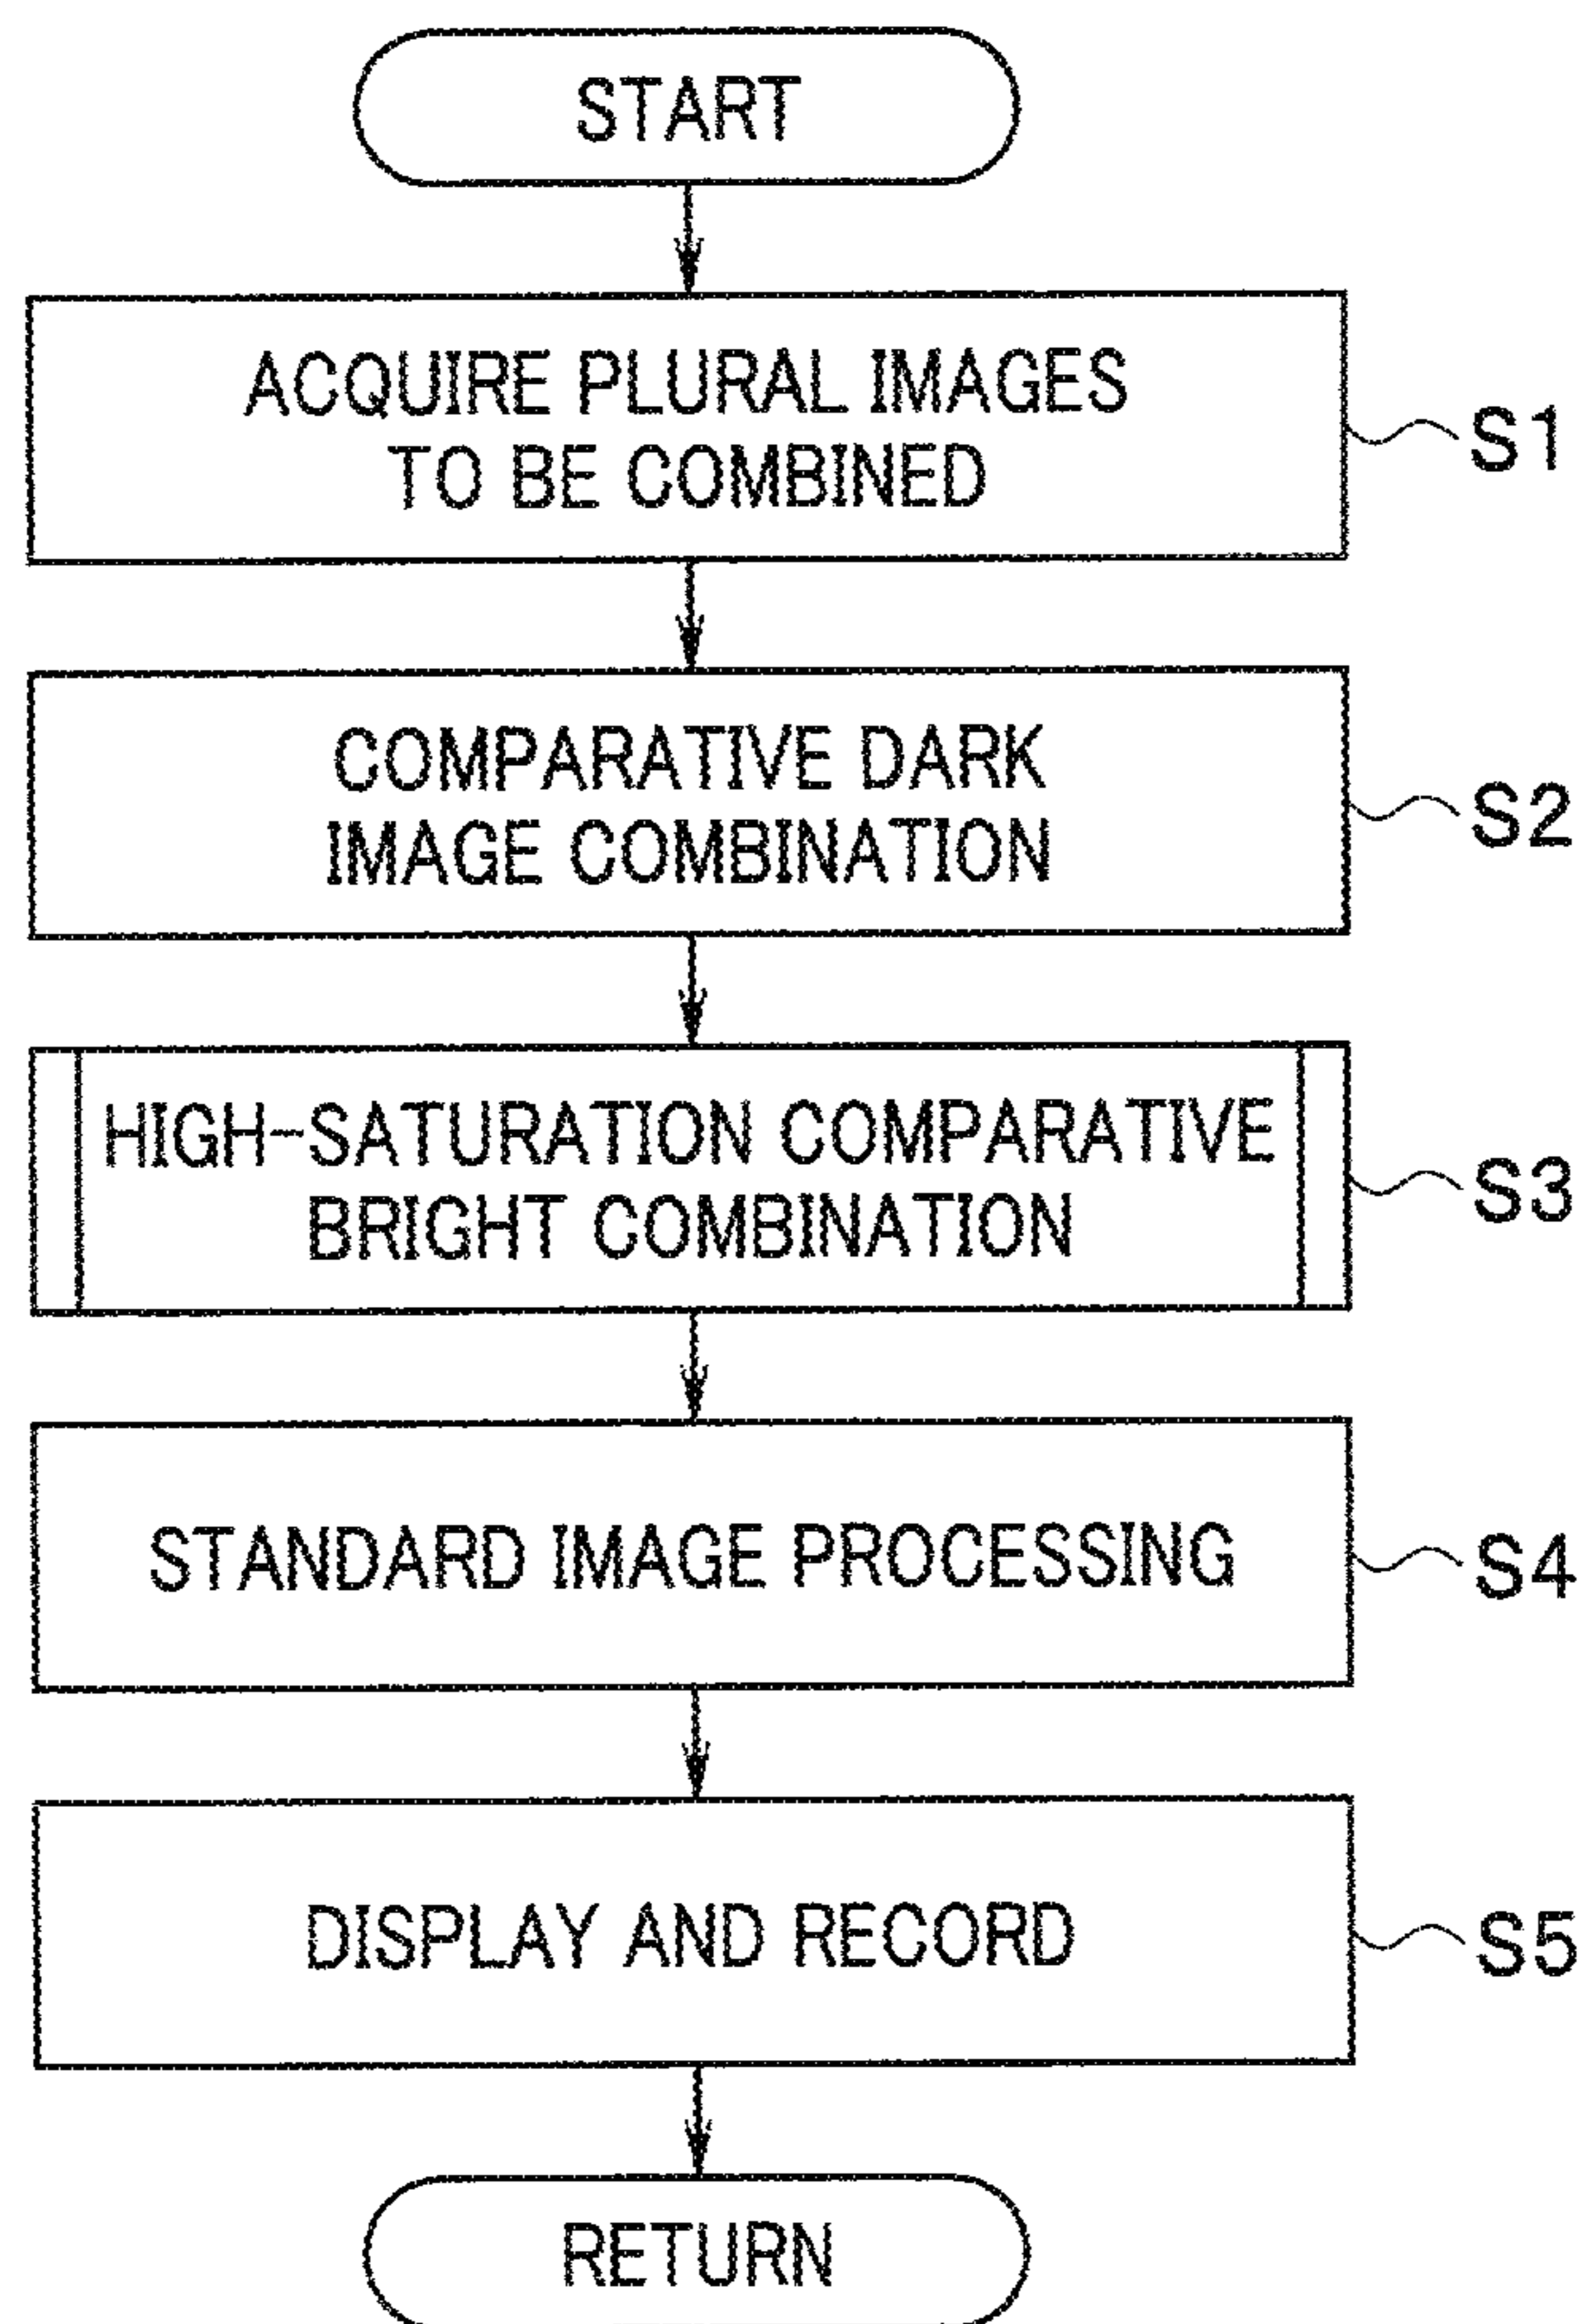 START
ACQUIRE PLURAL IMAGES
TO BE COMBINED
S1
COMPARATIVE DARK
IMAGE COMBINATION
S2
HIGH-SATURATION COMPARATIVE
BRIGHT COMBINATION
S3
STANDARD IMAGE PROCESSING
S4
DISPLAY AND RECORD
S5
RETURN